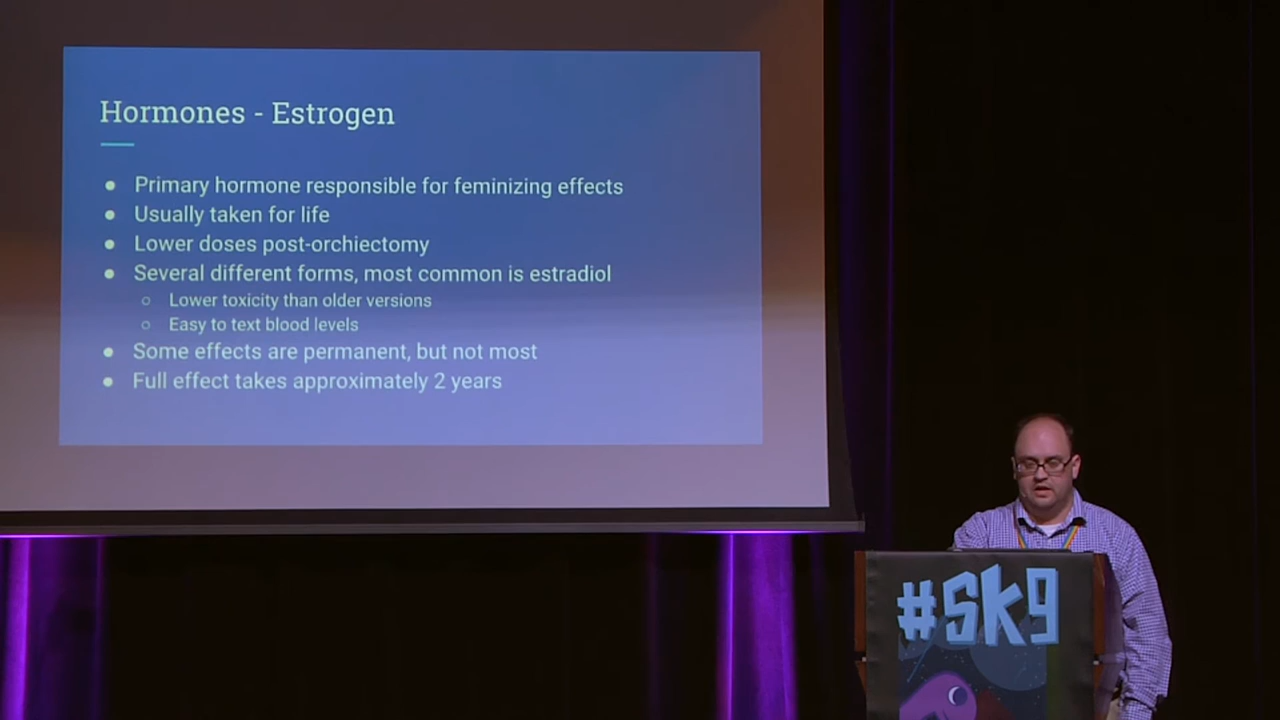 Hormones - Estrogen
● Primary hormone responsible for feminizing effects
● Usually taken for life
● Lower doses post-orchiectomy
● Several different forms, most common is estradiol
○ Lower toxicity than older versions
○ Easy to text blood levels
● Some effects are permanent, but not most
● Full effect takes approximately 2 years
#sk9